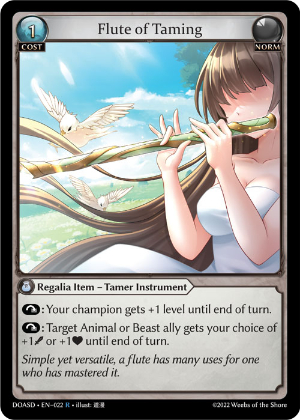 1
Flute of Taming
COST
NORM
Regalia Item – Tamer Instrument
: Your champion gets +1 level until end of turn.
: Target Animal or Beast ally gets your choice of
+1 or +1 until end of turn.
Simple yet versatile, a flute has many uses for one
who has mastered it.
DOASD • EN-022 R • illust:
©2022 Weebs of the Shore